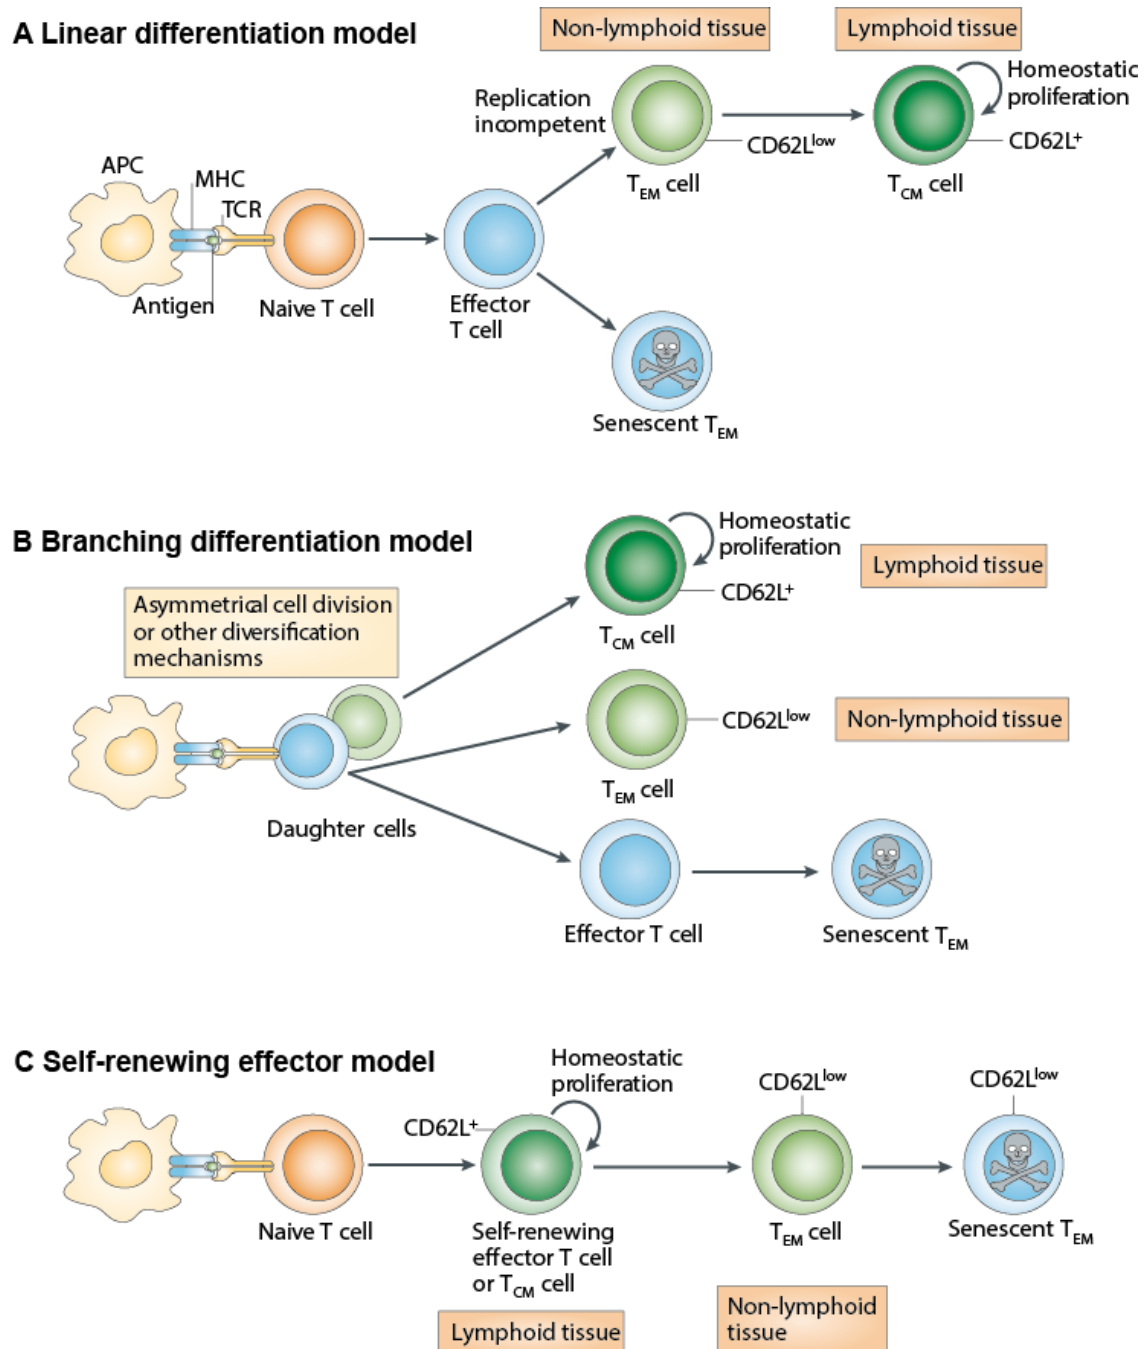 A Linear differentiation model
Non-lymphoid tissue
Lymphoid tissue
Replication
incompetent
Homeostatic
proliferation
CD62Llow
CD62L+
TEM cell
TCM cell
APC
MHC
TCR
Antigen
Naive T cell
Effector
T cell
Senescent TEM
B Branching differentiation model
Homeostatic
proliferation
Lymphoid tissue
CD62L+
TCM cell
Asymmetrical cell division
or other diversification
mechanisms
CD62Llow
Non-lymphoid tissue
TEM cell
Daughter cells
Effector T cell
Senescent TEM
C Self-renewing effector model
Homeostatic
proliferation
CD62L+
CD62Llow
CD62Llow
Naive T cell
Self-renewing
effector T cell
or TCM cell
TEM cell
Senescent TEM
Lymphoid tissue
Non-lymphoid
tissue